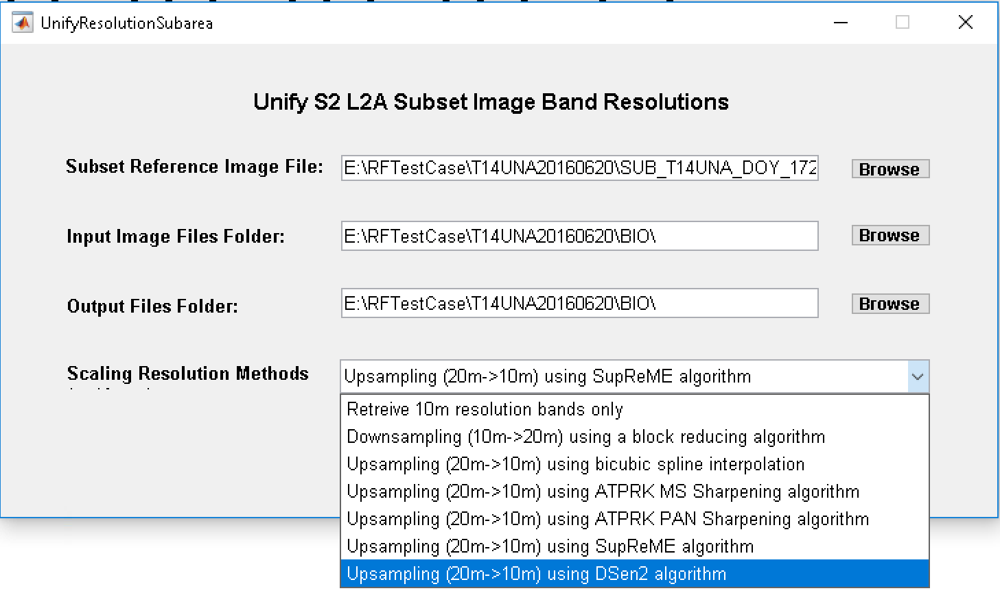 UnifyResolutionSubarea
Unify S2 L2A Subset Image Band Resolutions
Subset Reference Image File: E:\RFTestCase\T14UNA20160620\SUB_T14UNA_DOY_172 Browse
Input Image Files Folder: E:\RFTestCase\T14UNA20160620\BIO\ Browse
Output Files Folder: E:\RFTestCase\T14UNA20160620\BIO\ Browse
Scaling Resolution Methods Upsampling (20m->10m) using SupReME algorithm
Retreive 10m resolution bands only
Downsampling (10m->20m) using a block reducing algorithm
Upsampling (20m->10m) using bicubic spline interpolation
Upsampling (20m->10m) using ATPRK MS Sharpening algorithm
Upsampling (20m->10m) using ATPRK PAN Sharpening algorithm
Upsampling (20m->10m) using SupReME algorithm
Upsampling (20m->10m) using DSen2 algorithm